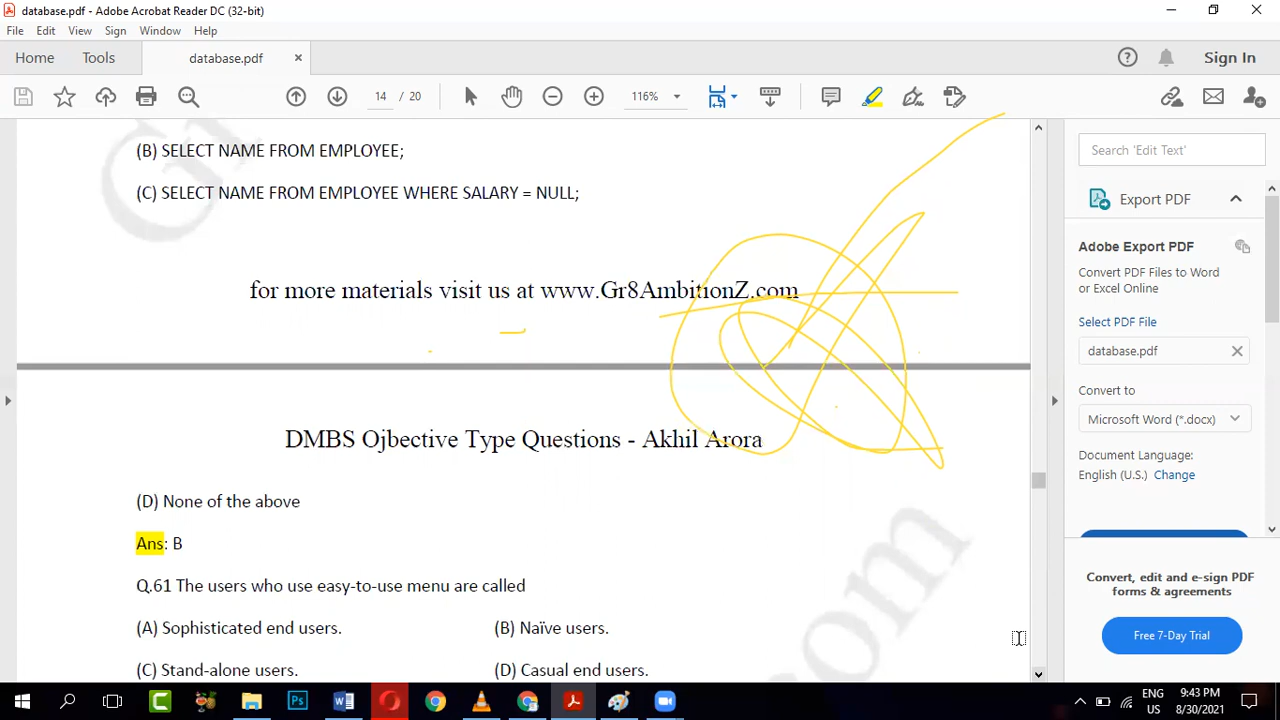 database.pdf - Adobe Acrobat Reader DC (32-bit)
File Edit View Sign Window Help
Home Tools database.pdf × Sign In
14 / 20 116%
(B) SELECT NAME FROM EMPLOYEE;
(C) SELECT NAME FROM EMPLOYEE WHERE SALARY = NULL;
for more materials visit us at www.Gr8AmbitionZ.com
DMBS Ojbective Type Questions - Akhil Arora
(D) None of the above
Ans: B
Q.61 The users who use easy-to-use menu are called
(A) Sophisticated end users. (B) Naïve users.
(C) Stand-alone users. (D) Casual end users.
Gr
om
Search 'Edit Text'
Export PDF
Adobe Export PDF
Convert PDF Files to Word
or Excel Online
Select PDF File
database.pdf
Convert to
Microsoft Word (*.docx)
Document Language:
English (U.S.) Change
Convert, edit and e-sign PDF
forms & agreements
Free 7-Day Trial
ENG 9:43 PM
US 8/30/2021